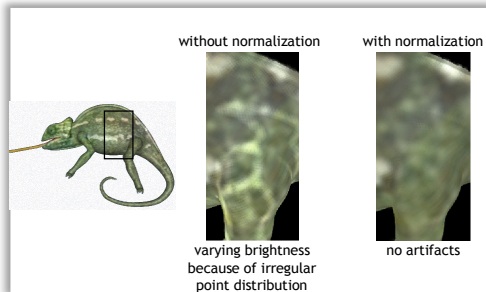 without normalization
with normalization
varying brightness
because of irregular
point distribution
no artifacts